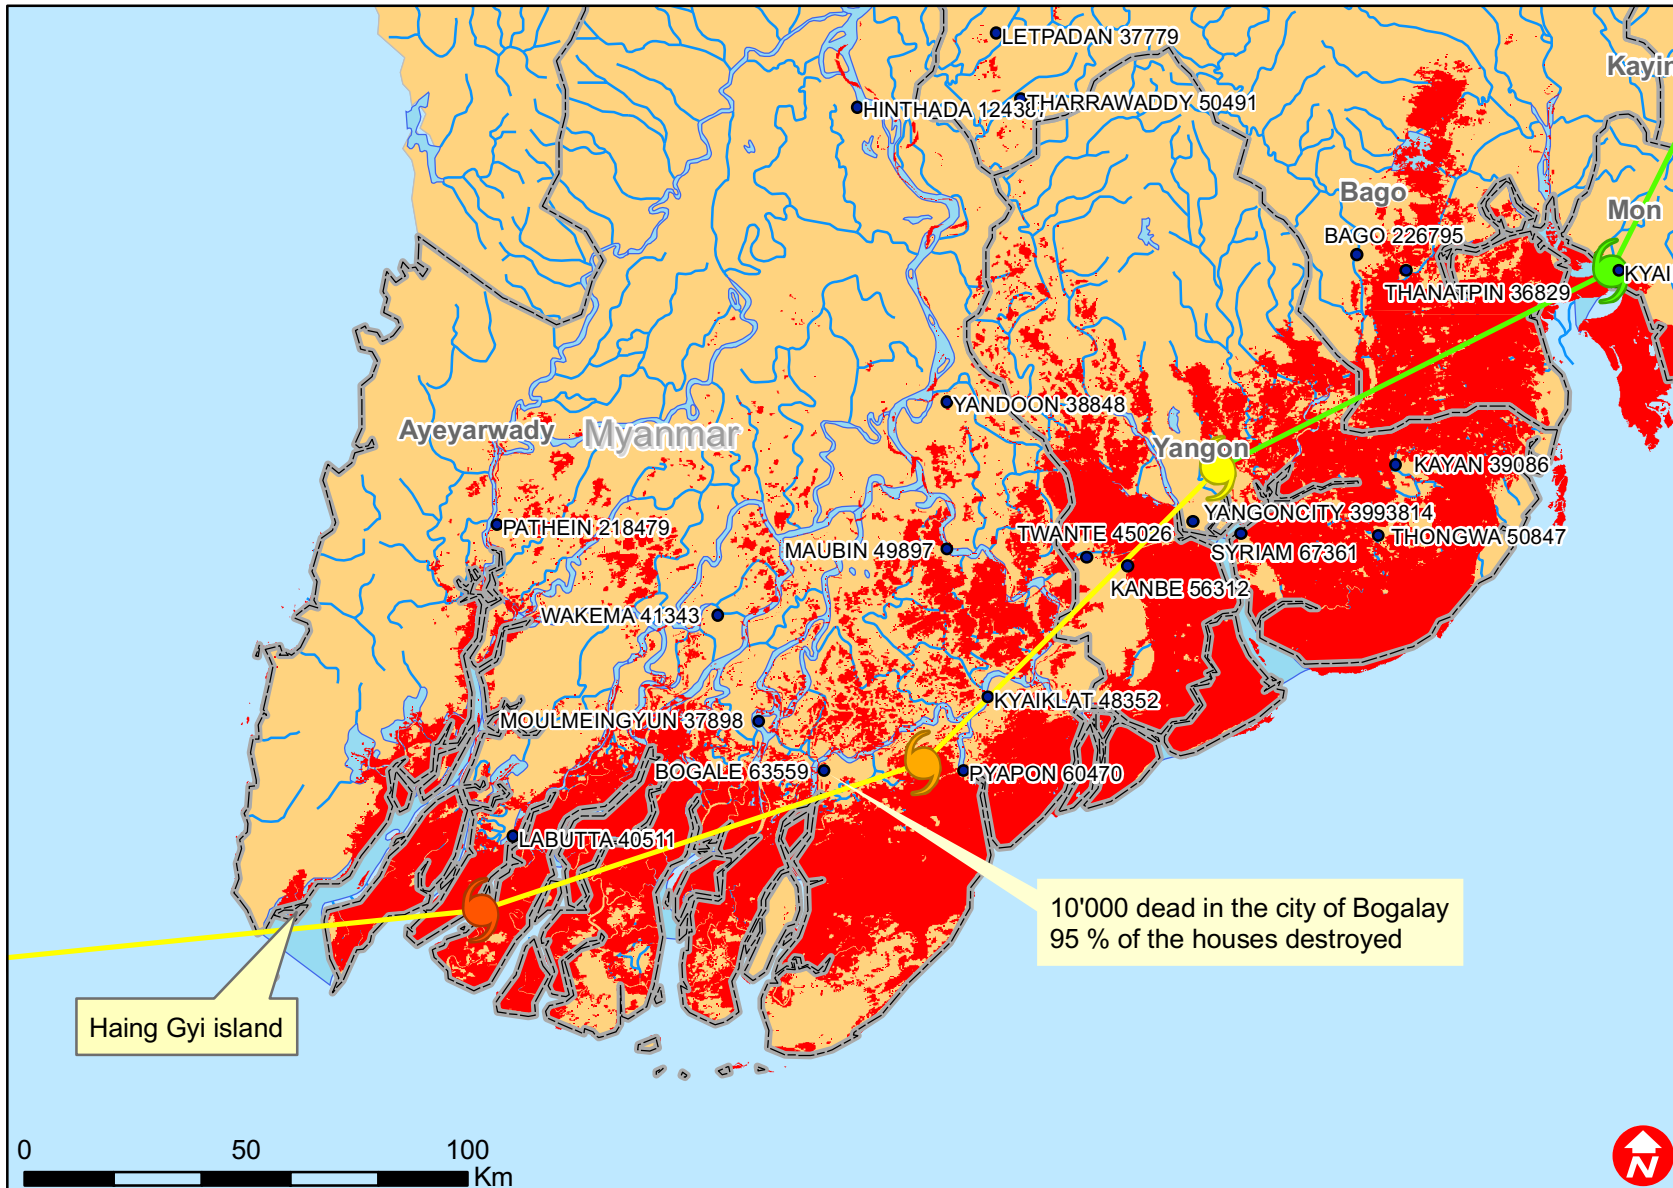 LETPADAN 37779
Kayin
HINTHADA 124387
THARRAWADDY 50491
Bago
Mon
BAGO 226795
KYAI
THANATPIN 36829
YANDOON 38848
Ayeyarwady
Myanmar
Yangon
KAYAN 39086
PATHEIN 218479
YANGONCITY 3993814
TWANTE 45026
THONGWA 50847
MAUBIN 49897
SYRIAM 67361
KANBE 56312
WAKEMA 41343
KYAIKLAT 48352
MOULMEINGYUN 37898
BOGALE 63559
PYAPON 60470
LABUTTA 40511
10'000 dead in the city of Bogalay
95 % of the houses destroyed
Haing Gyi island
0 50 100
Km
N